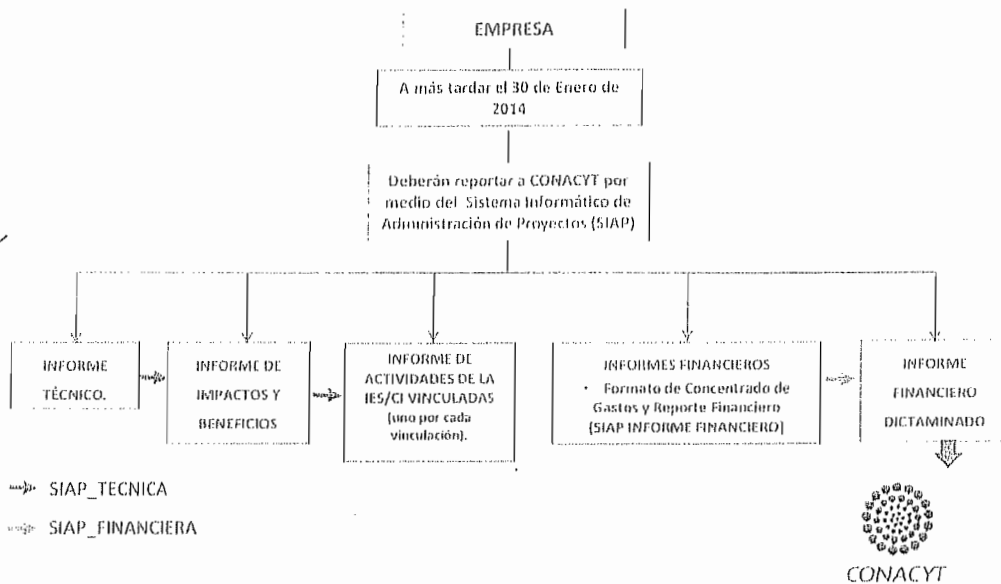 EMPRESA
A más tardar el 30 de Enero de
2014
Deberán reportar a CONACYT por
medio del Sistema Informático de
Administración de Proyectos (SIAP)
INFORME
TÉCNICO.
INFORME DE
IMPACTOS Y
BENEFICIOS
INFORME DE
ACTIVIDADES DE LA
IES/CI VINCULADAS
(uno por cada
vinculación).
INFORMES FINANCIEROS
• Formato de Concentrado de
Gastos y Reporte Financiero
(SIAP INFORME FINANCIERO)
INFORME
FINANCIERO
DICTAMINADO
SIAP_TECNICA
SIAP_FINANCIERA
CONACYT